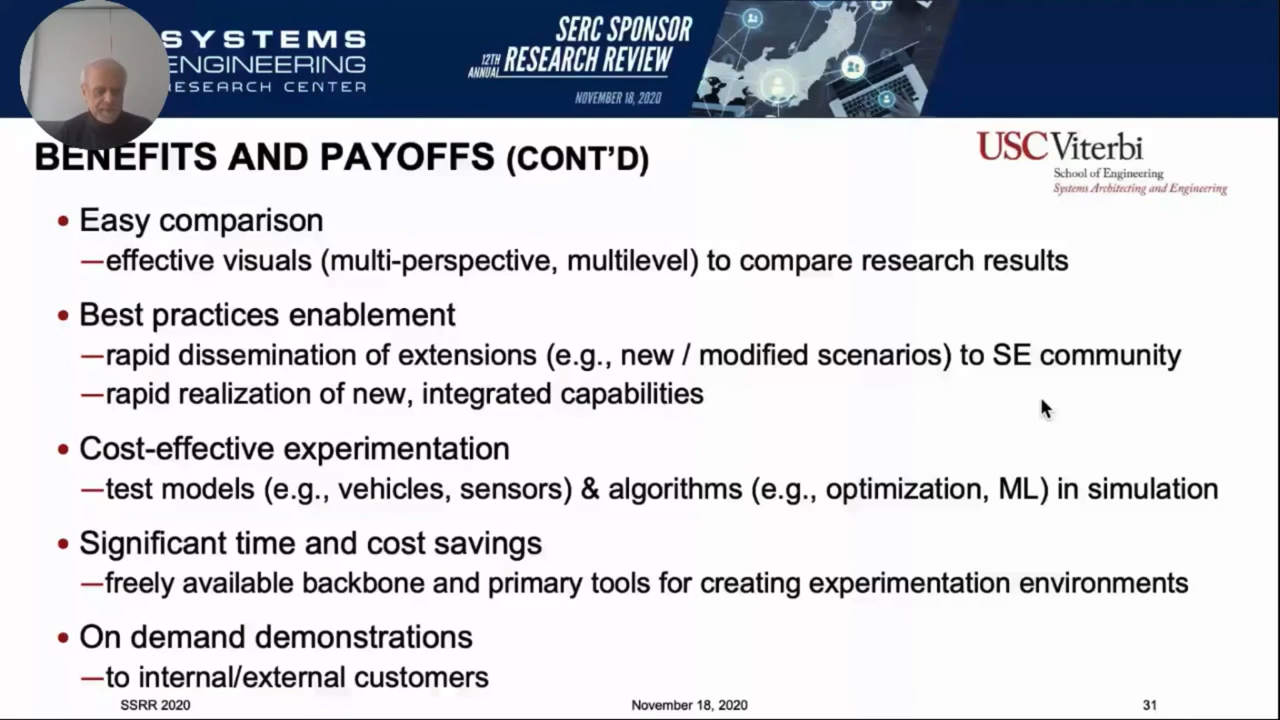 SYSTEMS
ENGINEERING
RESEARCH CENTER
SERC SPONSOR
12TH ANNUAL RESEARCH REVIEW
NOVEMBER 18, 2020
USC Viterbi
School of Engineering
Systems Architecting and Engineering
BENEFITS AND PAYOFFS (CONT'D)
• Easy comparison
—effective visuals (multi-perspective, multilevel) to compare research results
• Best practices enablement
—rapid dissemination of extensions (e.g., new / modified scenarios) to SE community
—rapid realization of new, integrated capabilities
• Cost-effective experimentation
—test models (e.g., vehicles, sensors) & algorithms (e.g., optimization, ML) in simulation
• Significant time and cost savings
—freely available backbone and primary tools for creating experimentation environments
• On demand demonstrations
—to internal/external customers
SSRR 2020
November 18, 2020
31